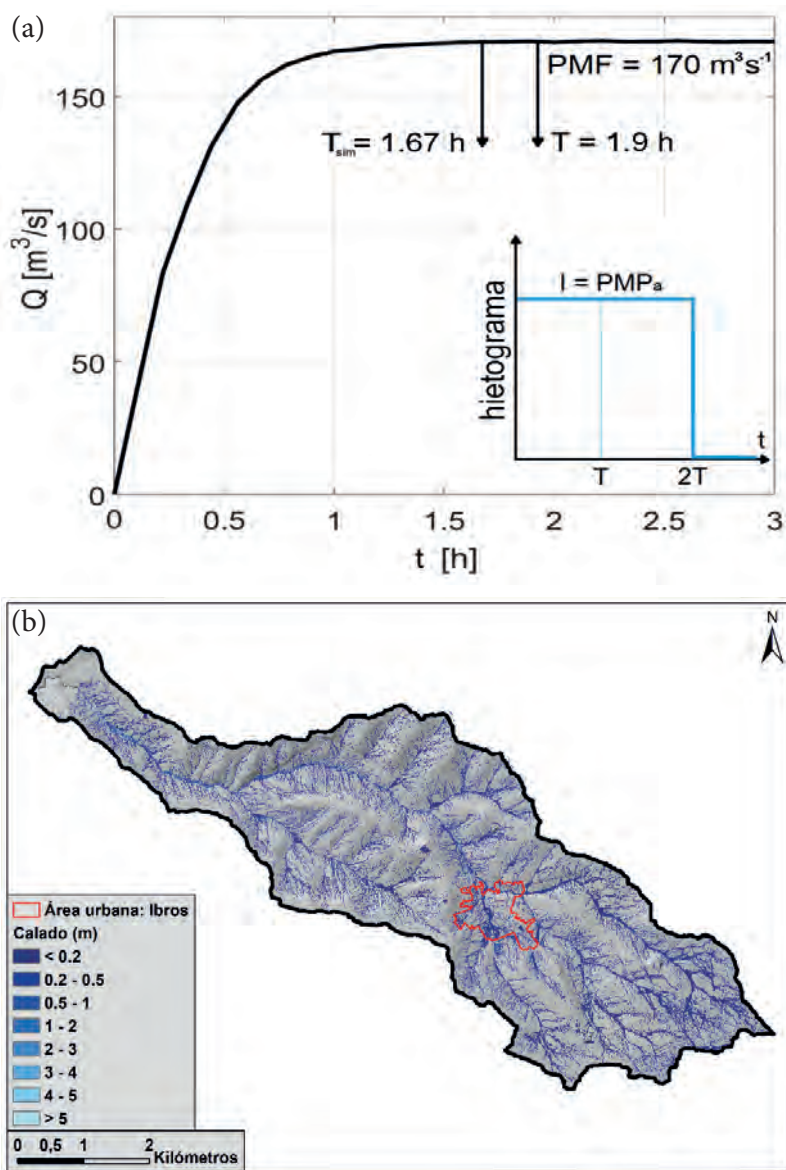 (a)
150
100
50
0
Q [m³/s]
PMF = 170 m³s⁻¹
Tsim= 1.67 h
T = 1.9 h
I = PMPa
hietograma
t
T
2T
0
0.5
1
1.5
2
2.5
3
t [h]
(b)
N
Área urbana: Ibros
Calado (m)
< 0.2
0.2 - 0.5
0.5 - 1
1 - 2
2 - 3
3 - 4
4 - 5
> 5
0 0,5 1 2
Kilómetros